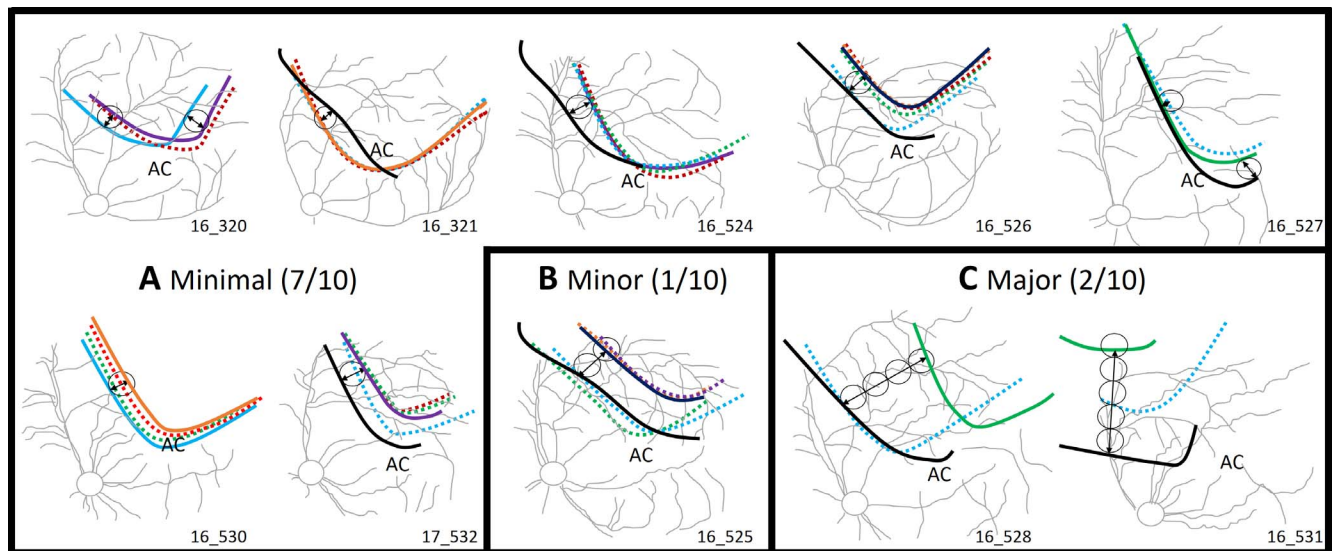 AC
16_320
AC
16_321
AC
16_524
AC
16_526
AC
16_527
A Minimal (7/10)
AC
16_530
AC
17_532
B Minor (1/10)
16_525
C Major (2/10)
AC
16_528
AC
16_531